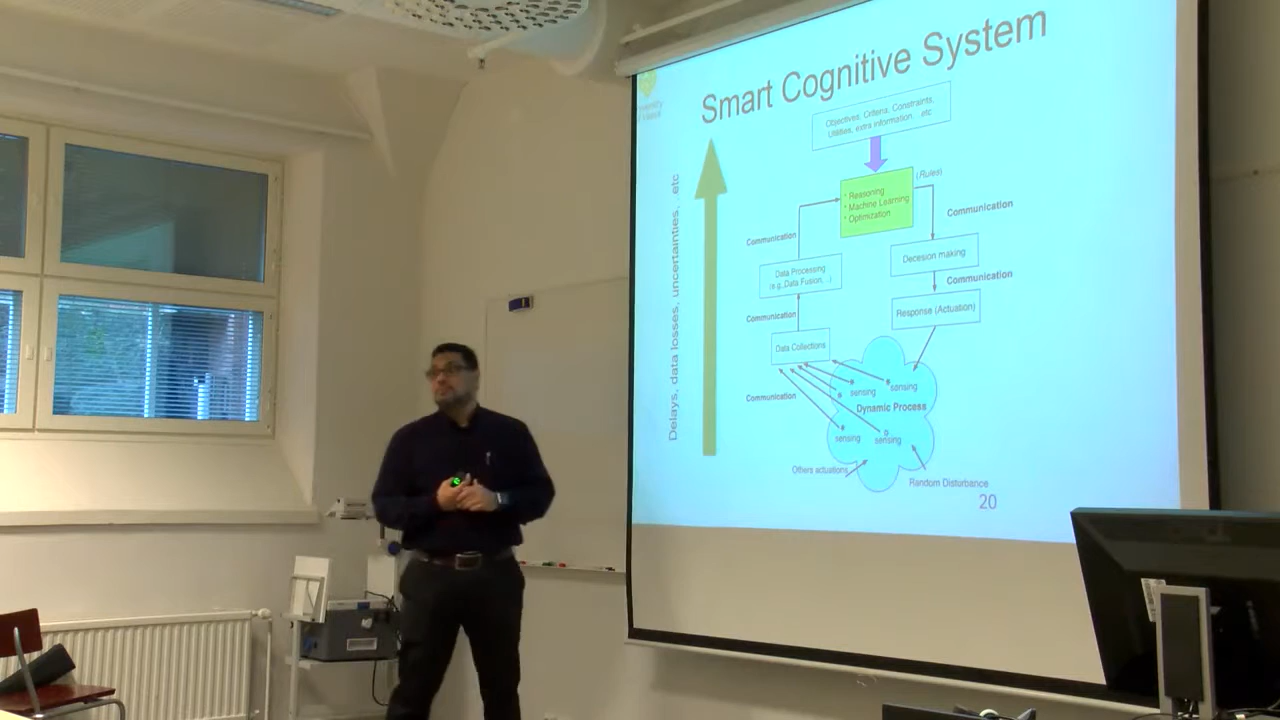 Smart Cognitive System
Objectives, Criteria, Constraints,
Utilities, extra information, ..etc
(Rules)
• Reasoning
• Machine Learning
• Optimization
Communication
Communication
Decesion making
Data Processing
(e.g.,Data Fusion, ..)
Communication
Communication
Response (Actuation)
Data Collections
Delays, data losses, uncertainties, ..etc
sensing
sensing
Communication
Dynamic Process
sensing
sensing
Others actuations
Random Disturbance
20